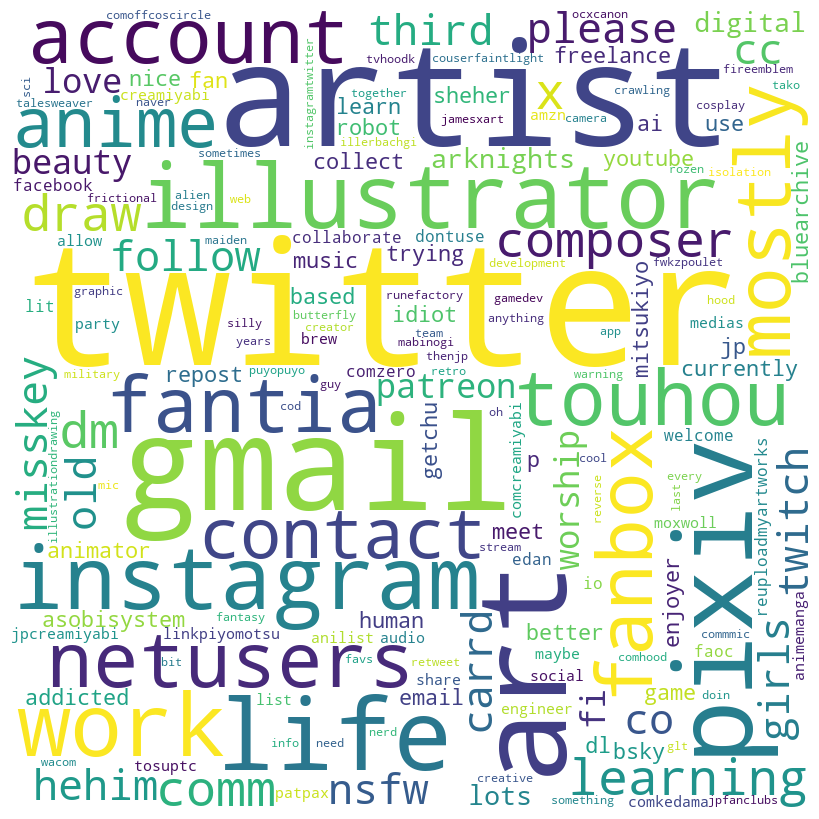 comoffcoscircle
ocxcanon
account
third
please
digital
artist
cc
sci
love
nice
fan
instagramtwitter
tvhoodk
couserfaintlight
freelance
fireemblem
creamiyabi
talesweaver
naver
together
learn
sheher
x
amzn
crawling
tako
anime
robot
illerbachgi
jamesxart
ai
camera
cosplay
use
mostly
beauty
sometimes
collect
arknights
youtube
rozen
isolation
bluearchive
facebook
frictional
alien
design
web
illustrator
draw
allow
follow
maiden
collaborate
dontuse
composer
music
trying
fwkzpoulet
twitter
development
lit
graphic
based
runefactory
gamedev
mitsukiyo
hood
party
silly
butterfly
creator
idiot
mabinogi
anything
team
app
medias
years
brew
thenjp
jp
misskey
military
repost
puyopuyo
comzero
retro
patreon
warning
currently
fantia
guy
cod
oh
touhou
dm
illustrationdrawing
old
mic
gmail
getchu
comcreamiyabi
p
worship
cool
reverse
fanbox
welcome
every
last
moxwoll
pixiv
reuploadmyartworks
twitch
contact
meet
stream
animator
edan
instagram
art
io
enjoyer
animemanga
asobisystem
fantasy
human
jpcreamiyabi
linkpiyomotsu
anilist
audio
better
commmic
netusers
bit
favs
retweet
carrd
maybe
comhood
faoc
girls
share
social
addicted
list
email
fi
game
doin
work
life
engineer
co
info
need
nerd
dl
bsky
glt
wacom
tosuptc
hehim
comm
patpax
nsfw
creative
learning
lots
something
comkedama
jpfanclubs